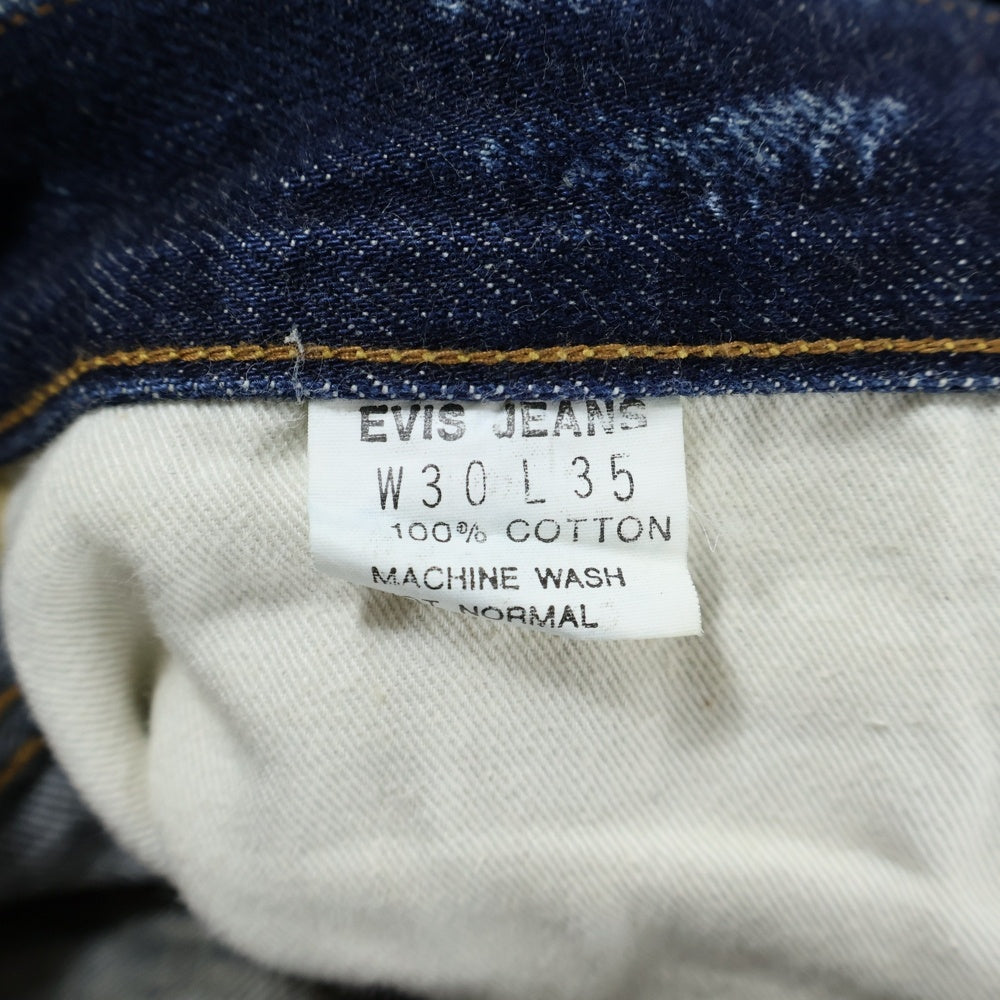 EVIS JEANS
W30 L35
100% COTTON
MACHINE WASH
NORMAL